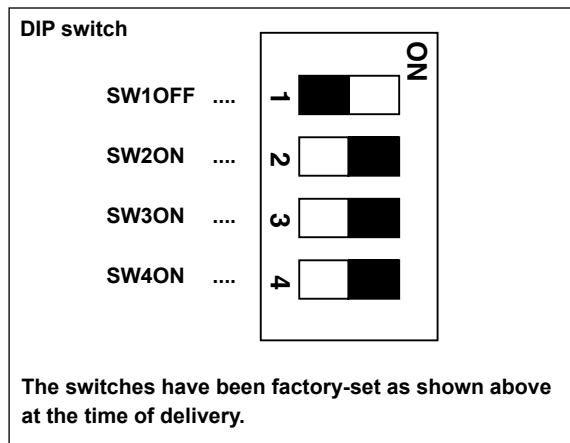 DIP switch
ON
SW1OFF .... 1
SW2ON .... 2
SW3ON .... 3
SW4ON .... 4
The switches have been factory-set as shown above
at the time of delivery.